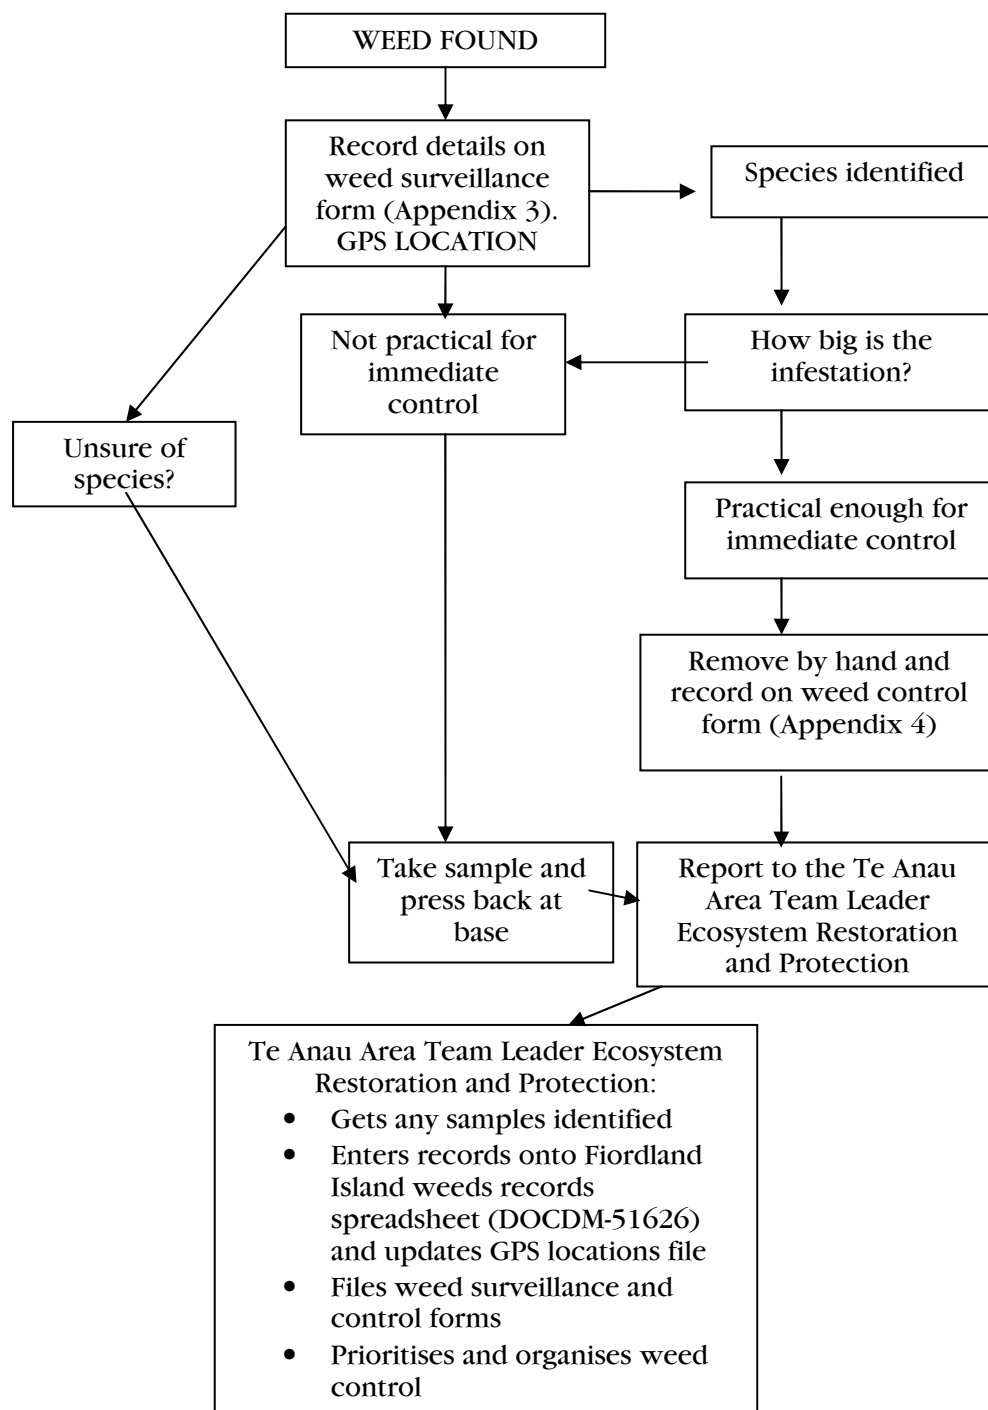 WEED FOUND
Record details on
weed surveillance
form (Appendix 3).
GPS LOCATION
Species identified
Not practical for
immediate
control
How big is the
infestation?
Unsure of
species?
Practical enough for
immediate control
Remove by hand and
record on weed control
form (Appendix 4)
Take sample and
press back at
base
Report to the Te Anau
Area Team Leader
Ecosystem Restoration
and Protection
Te Anau Area Team Leader Ecosystem
Restoration and Protection:
• Gets any samples identified
• Enters records onto Fiordland
Island weeds records
spreadsheet (DOCDM-51626)
and updates GPS locations file
• Files weed surveillance and
control forms
• Prioritises and organises weed
control